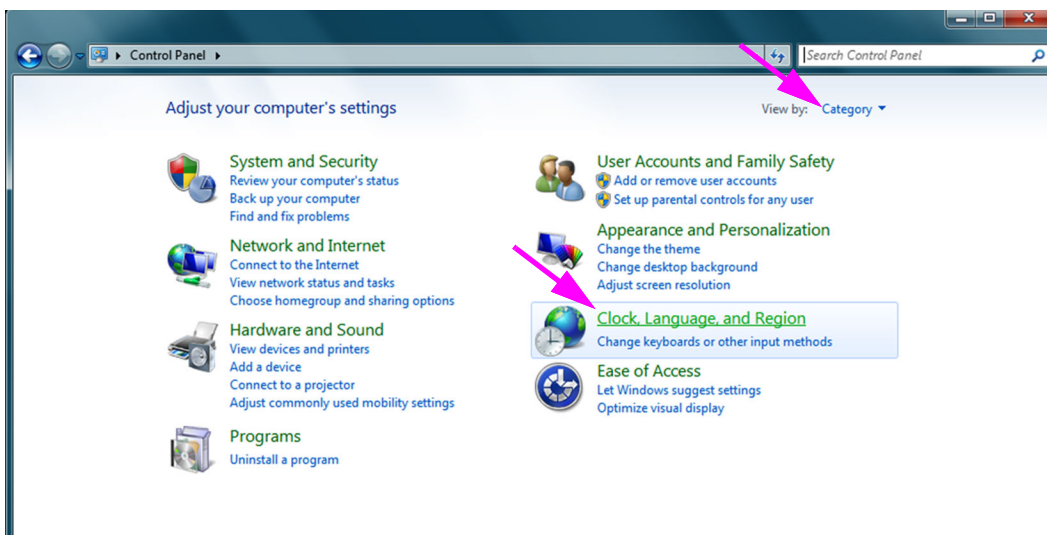 Control Panel
Search Control Panel
Adjust your computer's settings
View by: Category
System and Security
Review your computer's status
Back up your computer
Find and fix problems
Network and Internet
Connect to the Internet
View network status and tasks
Choose homegroup and sharing options
Hardware and Sound
View devices and printers
Add a device
Connect to a projector
Adjust commonly used mobility settings
Programs
Uninstall a program
User Accounts and Family Safety
Add or remove user accounts
Set up parental controls for any user
Appearance and Personalization
Change the theme
Change desktop background
Adjust screen resolution
Clock, Language, and Region
Change keyboards or other input methods
Ease of Access
Let Windows suggest settings
Optimize visual display